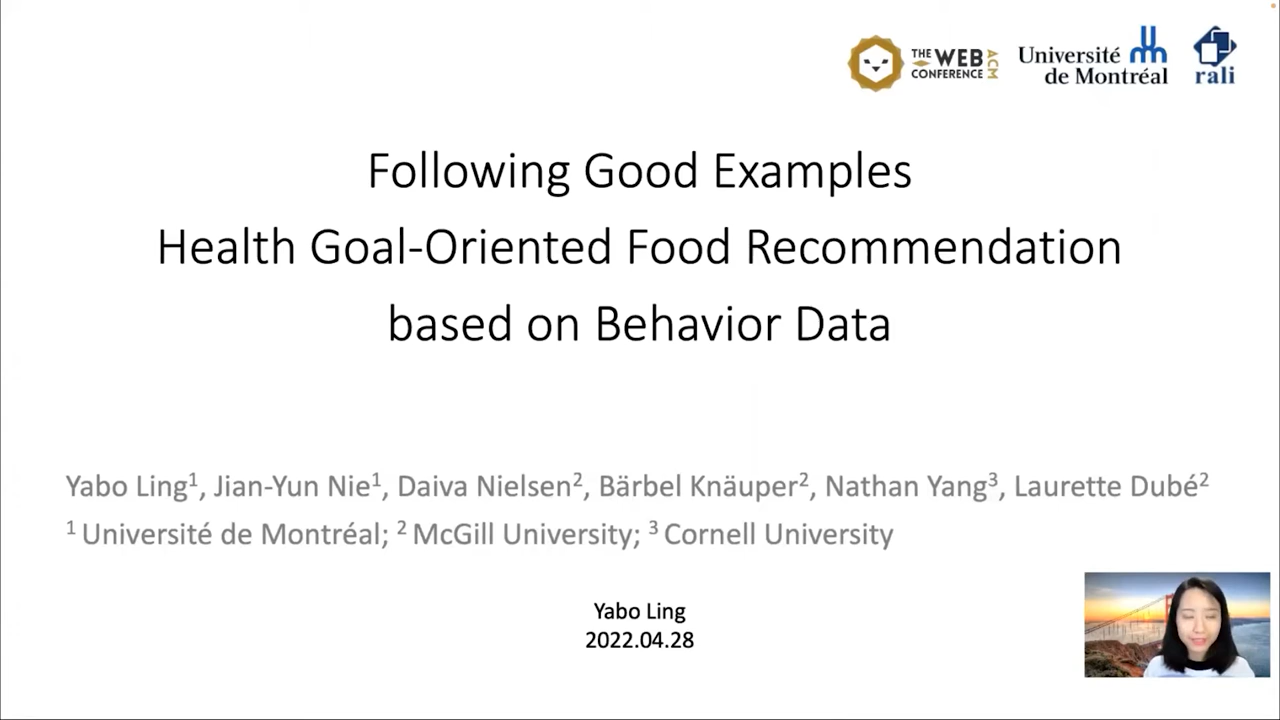 THE WEB CONFERENCE ACM
Université de Montréal
rali
Following Good Examples
Health Goal-Oriented Food Recommendation
based on Behavior Data
Yabo Ling¹, Jian-Yun Nie¹, Daiva Nielsen², Bärbel Knäuper², Nathan Yang³, Laurette Dubé²
¹ Université de Montréal; ² McGill University; ³ Cornell University
Yabo Ling
2022.04.28